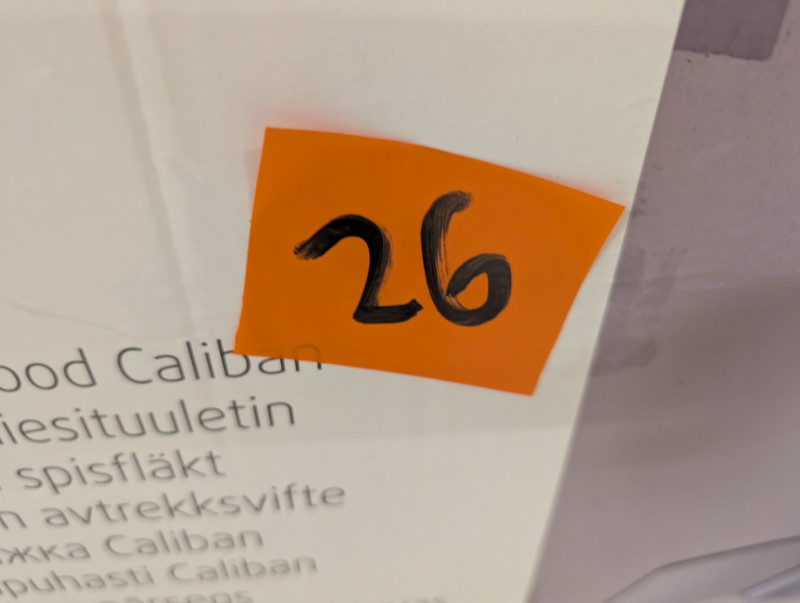 26
ood Caliban
iesituuletin
spisfläkt
n avtrekksvifte
жка Caliban
puhasti Caliban